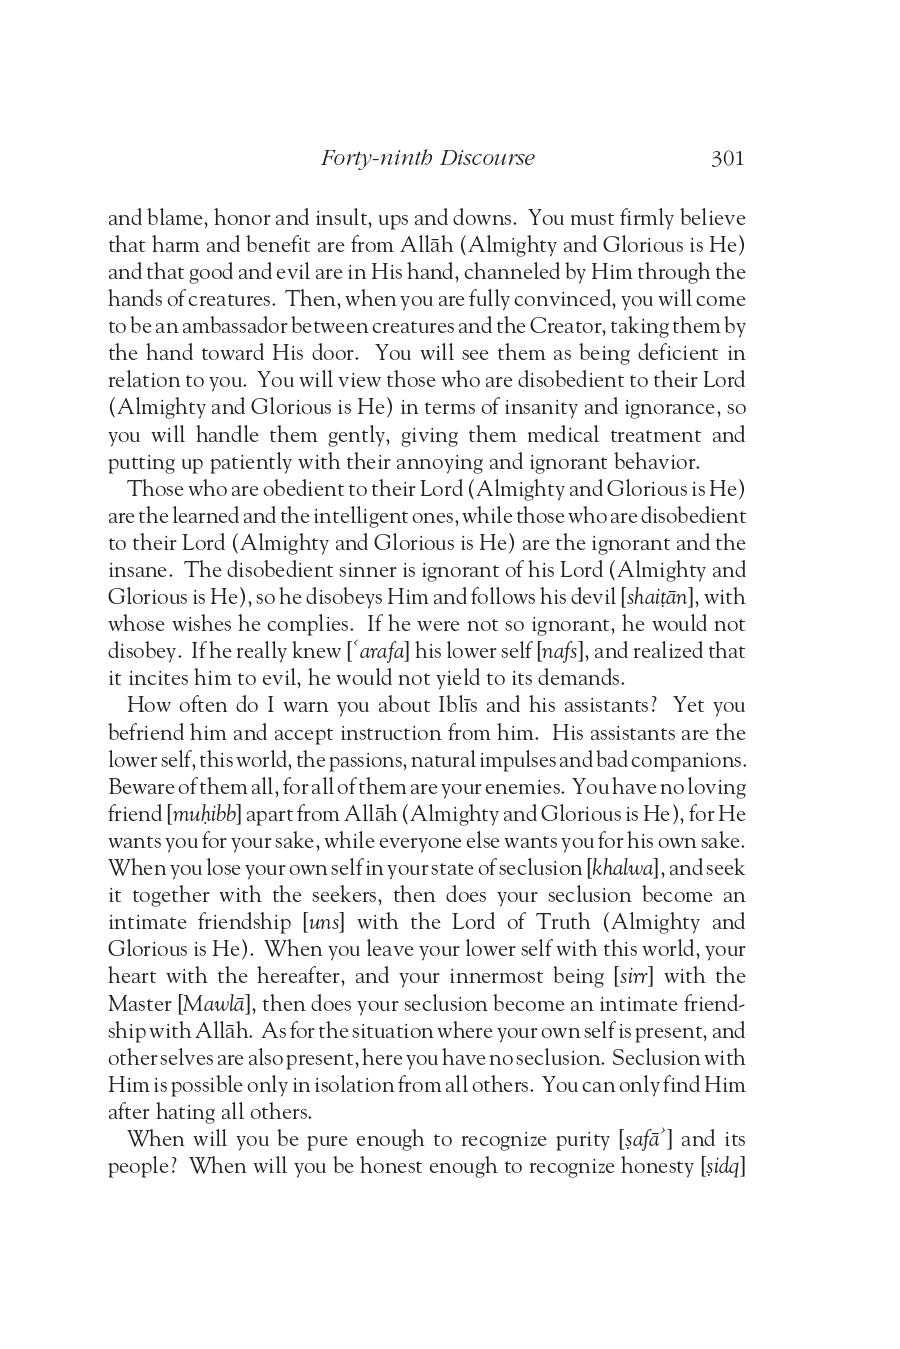 Forty-ninth Discourse 301
and blame, honor and insult, ups and downs. You must firmly believe
that harm and benefit are from Allāh (Almighty and Glorious is He)
and that good and evil are in His hand, channeled by Him through the
hands of creatures. Then, when you are fully convinced, you will come
to be an ambassador between creatures and the Creator, taking them by
the hand toward His door. You will see them as being deficient in
relation to you. You will view those who are disobedient to their Lord
(Almighty and Glorious is He) in terms of insanity and ignorance, so
you will handle them gently, giving them medical treatment and
putting up patiently with their annoying and ignorant behavior.
Those who are obedient to their Lord (Almighty and Glorious is He)
are the learned and the intelligent ones, while those who are disobedient
to their Lord (Almighty and Glorious is He) are the ignorant and the
insane. The disobedient sinner is ignorant of his Lord (Almighty and
Glorious is He), so he disobeys Him and follows his devil [shaiṭān], with
whose wishes he complies. If he were not so ignorant, he would not
disobey. If he really knew [ʿarafa] his lower self [nafs], and realized that
it incites him to evil, he would not yield to its demands.
How often do I warn you about Iblīs and his assistants? Yet you
befriend him and accept instruction from him. His assistants are the
lower self, this world, the passions, natural impulses and bad companions.
Beware of them all, for all of them are your enemies. You have no loving
friend [muḥibb] apart from Allāh (Almighty and Glorious is He), for He
wants you for your sake, while everyone else wants you for his own sake.
When you lose your own self in your state of seclusion [khalwa], and seek
it together with the seekers, then does your seclusion become an
intimate friendship [uns] with the Lord of Truth (Almighty and
Glorious is He). When you leave your lower self with this world, your
heart with the hereafter, and your innermost being [sirr] with the
Master [Mawlā], then does your seclusion become an intimate friend-
ship with Allāh. As for the situation where your own self is present, and
other selves are also present, here you have no seclusion. Seclusion with
Him is possible only in isolation from all others. You can only find Him
after hating all others.
When will you be pure enough to recognize purity [ṣafāʾ] and its
people? When will you be honest enough to recognize honesty [ṣidq]